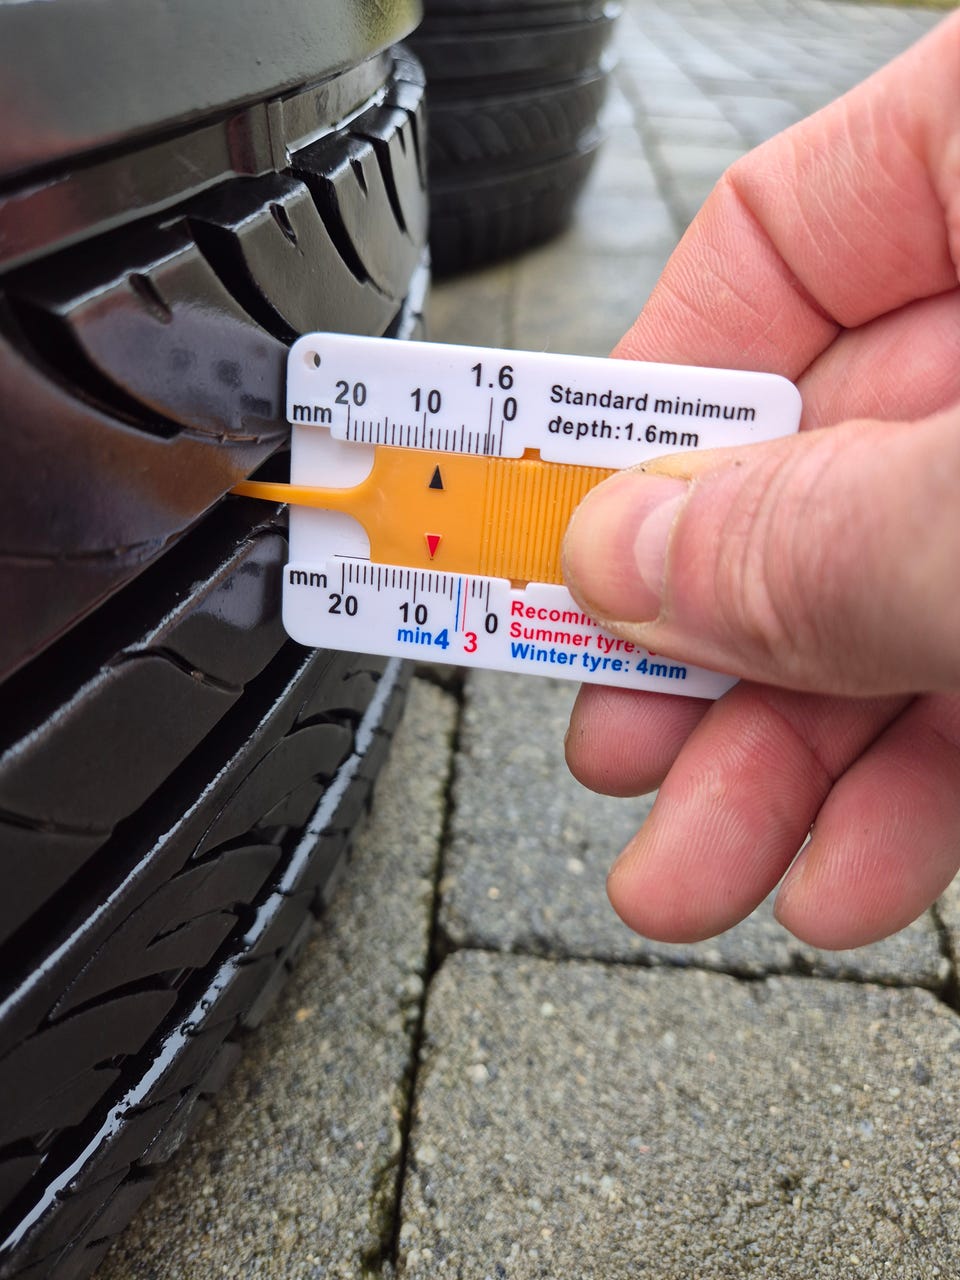 1.6
mm 20 10 0
Standard minimum
depth:1.6mm
mm
20 10 0
min4 3
Summer tyre:
Winter tyre: 4mm